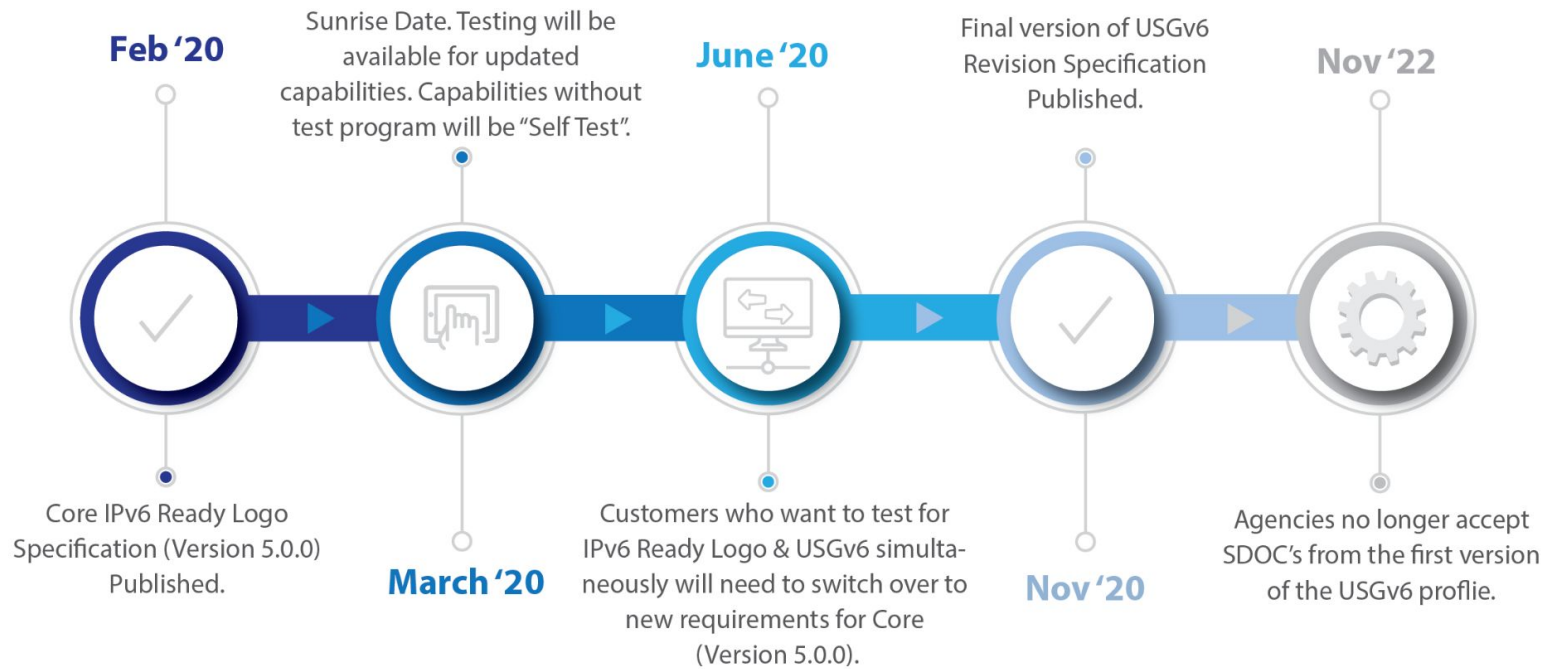 Feb ‘20
Core IPv6 Ready Logo
Specification (Version 5.0.0)
Published.
Sunrise Date. Testing will be
available for updated
capabilities. Capabilities without
test program will be “Self Test”.
March ‘20
June ‘20
Customers who want to test for
IPv6 Ready Logo & USGv6 simulta-
neously will need to switch over to
new requirements for Core
(Version 5.0.0).
Final version of USGv6
Revision Specification
Published.
Nov ‘20
Nov ‘22
Agencies no longer accept
SDOC’s from the first version
of the USGv6 proflie.